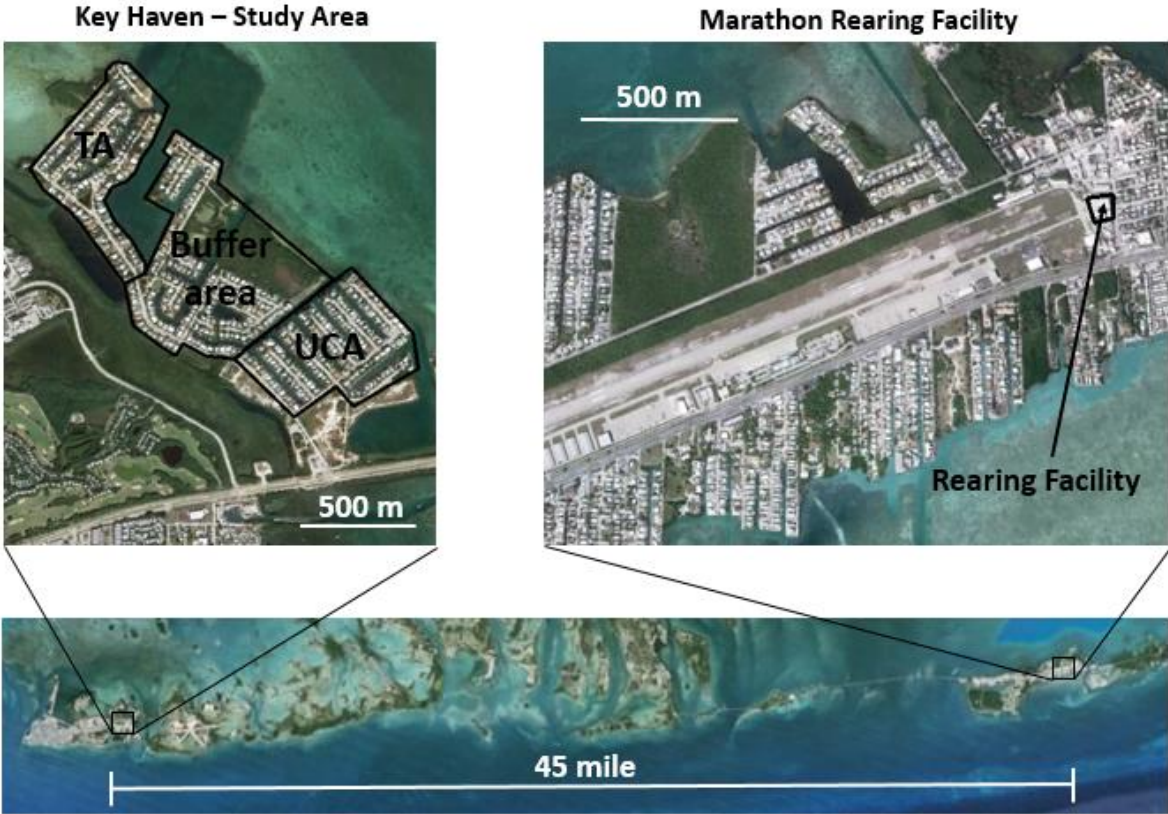 Key Haven – Study Area
Marathon Rearing Facility
TA
Buffer
area
UCA
500 m
500 m
Rearing Facility
45 mile